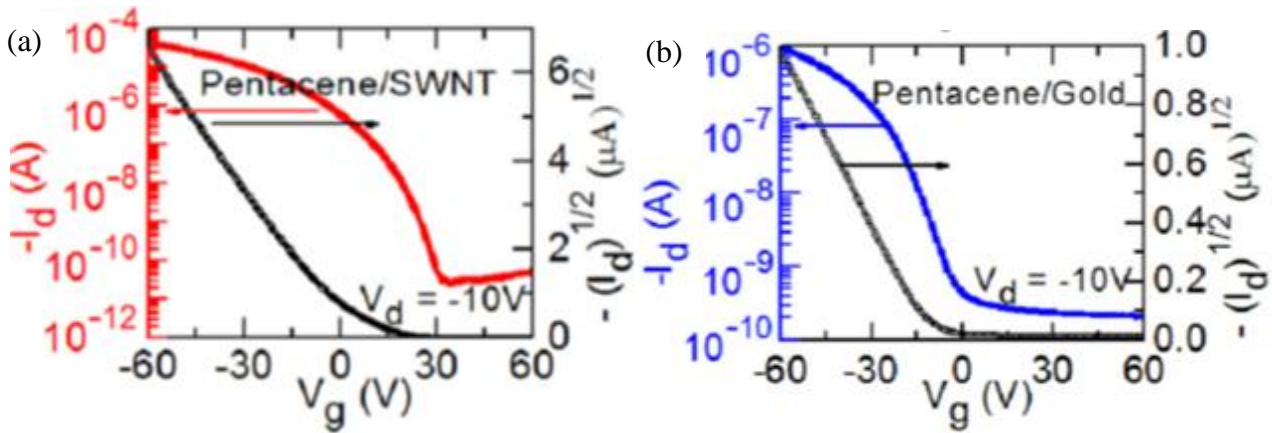 (a)
10^-4
10^-6
10^-8
10^-10
10^-12
-I_d (A)
Pentacene/SWNT
V_d = -10V
6
4
2
0
- (I_d)^1/2 (μA)^1/2
-60 -30 0 30 60
V_g (V)
(b)
10^-6
10^-7
10^-8
10^-9
10^-10
-I_d (A)
Pentacene/Gold
V_d = -10V
1.0
0.8
0.6
0.4
0.2
0.0
- (I_d)^1/2 (μA)^1/2
-60 -30 0 30 60
V_g (V)